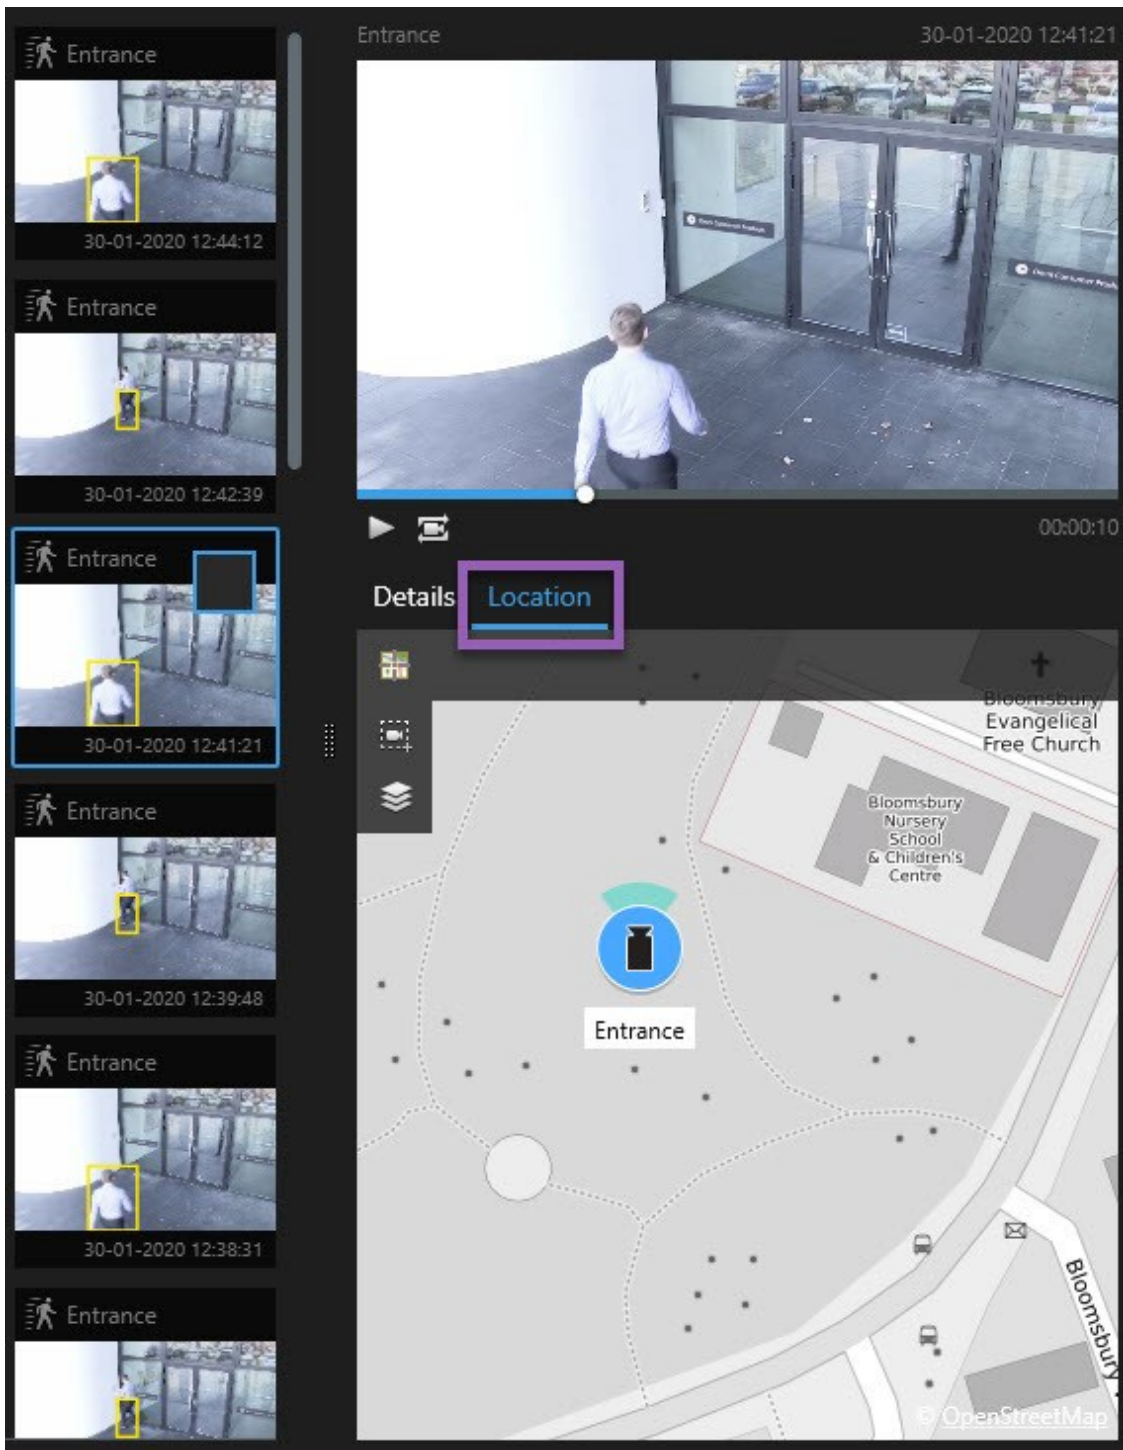 Entrance
30-01-2020 12:44:12
Entrance
30-01-2020 12:42:39
Entrance
30-01-2020 12:41:21
Entrance
30-01-2020 12:39:48
Entrance
30-01-2020 12:38:31
Entrance
Entrance
30-01-2020 12:41:21
00:00:10
Details
Location
Bloomsbury
Evangelical
Free Church
Bloomsbury
Nursery
School
& Children's
Centre
Entrance
Bloomsbury
© OpenStreetMap